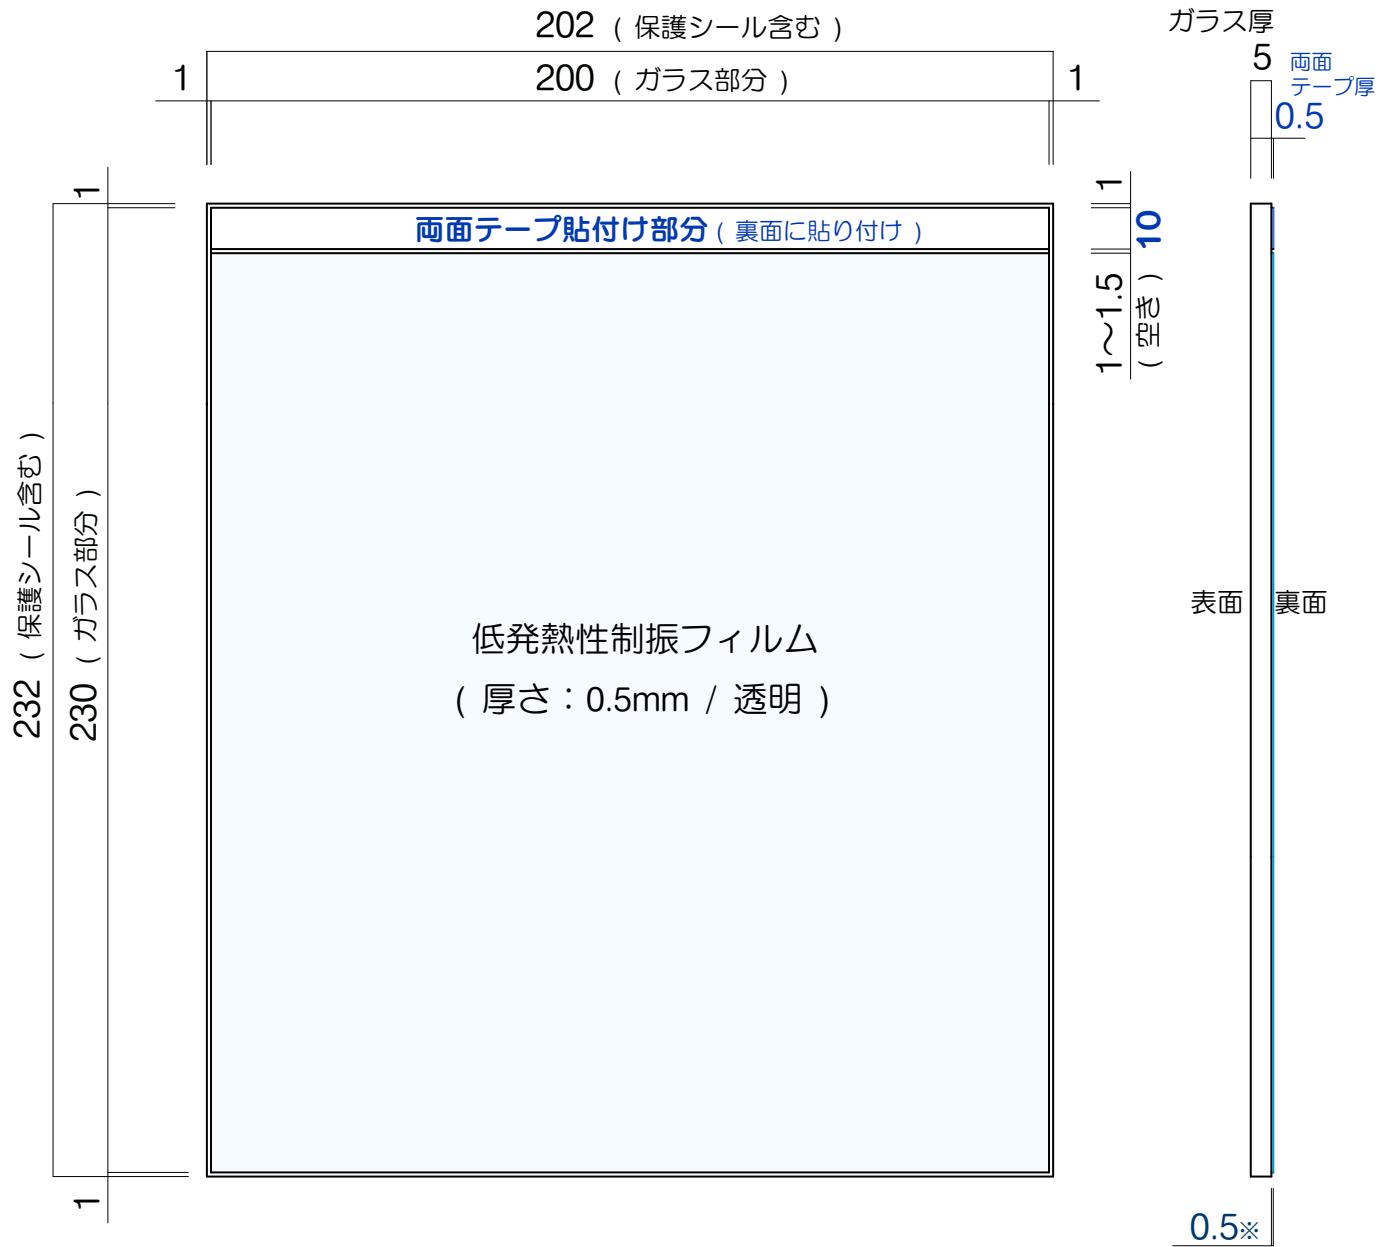 202 ( 保護シール含む )
ガラス厚
5
両面
テープ厚
0.5
1
200 ( ガラス部分 )
1
1
1
両面テープ貼付け部分 ( 裏面に貼り付け )
10
1〜1.5
( 空き )
232 ( 保護シール含む )
230 ( ガラス部分 )
表面
裏面
低発熱性制振フィルム
( 厚さ：0.5mm / 透明 )
1
0.5※